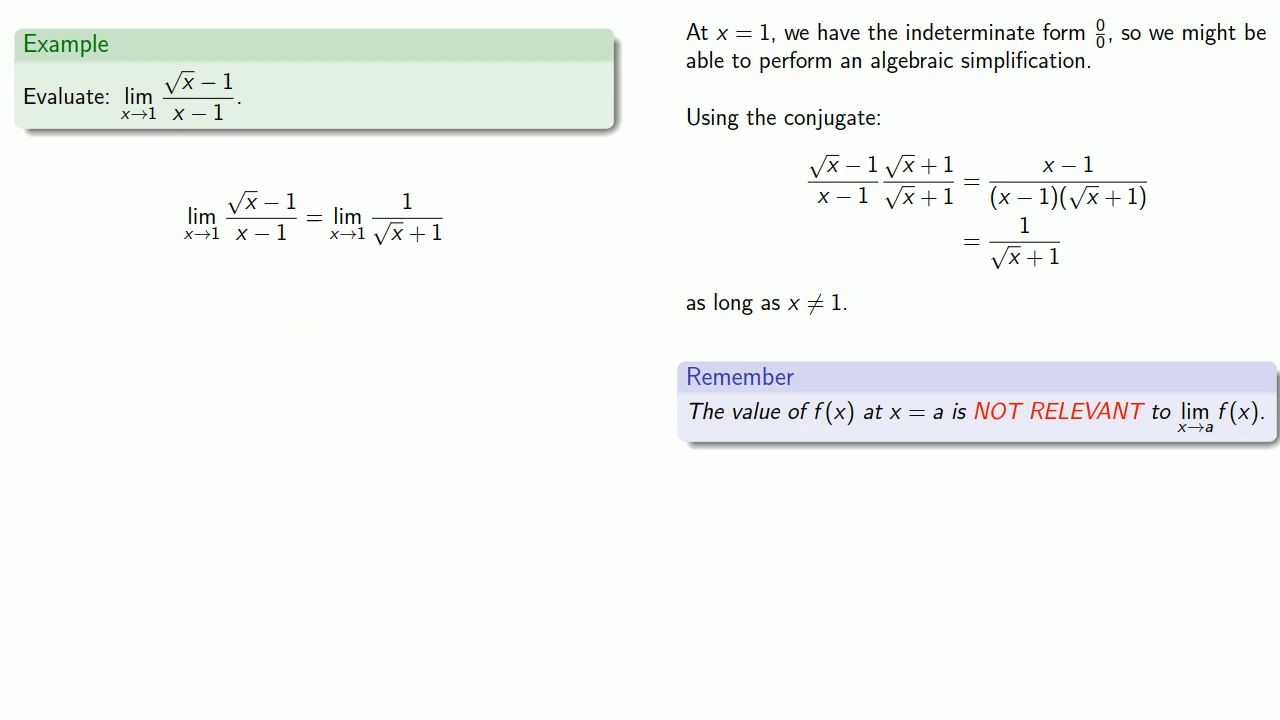 Example
Evaluate: lim_{x→1} (√x − 1)/(x − 1).
lim_{x→1} (√x − 1)/(x − 1) = lim_{x→1} 1/(√x + 1)
At x = 1, we have the indeterminate form 0/0, so we might be
able to perform an algebraic simplification.
Using the conjugate:
(√x − 1)/(x − 1) (√x + 1)/(√x + 1) = (x − 1)/((x − 1)(√x + 1))
= 1/(√x + 1)
as long as x ≠ 1.
Remember
The value of f(x) at x = a is NOT RELEVANT to lim_{x→a} f(x).